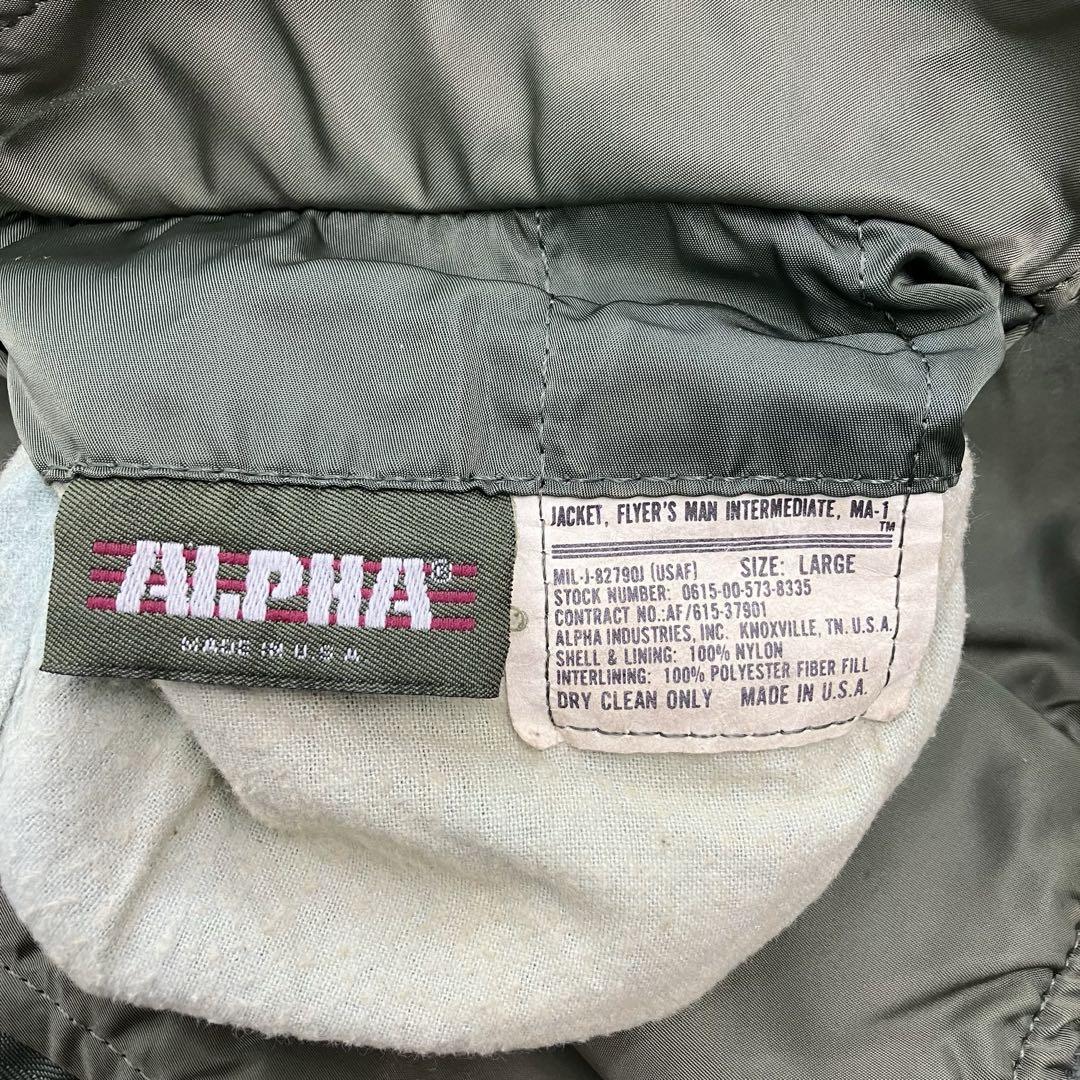 ALPHA®
MADE IN U.S.A
JACKET, FLYER'S MAN INTERMEDIATE, MA-1™
MIL-J-82790J (USAF) SIZE: LARGE
STOCK NUMBER: 0615-00-573-8335
CONTRACT NO.:AF/615-37901
ALPHA INDUSTRIES, INC. KNOXVILLE, TN. U.S.A.
SHELL & LINING: 100% NYLON
INTERLINING: 100% POLYESTER FIBER FILL
DRY CLEAN ONLY MADE IN U.S.A.